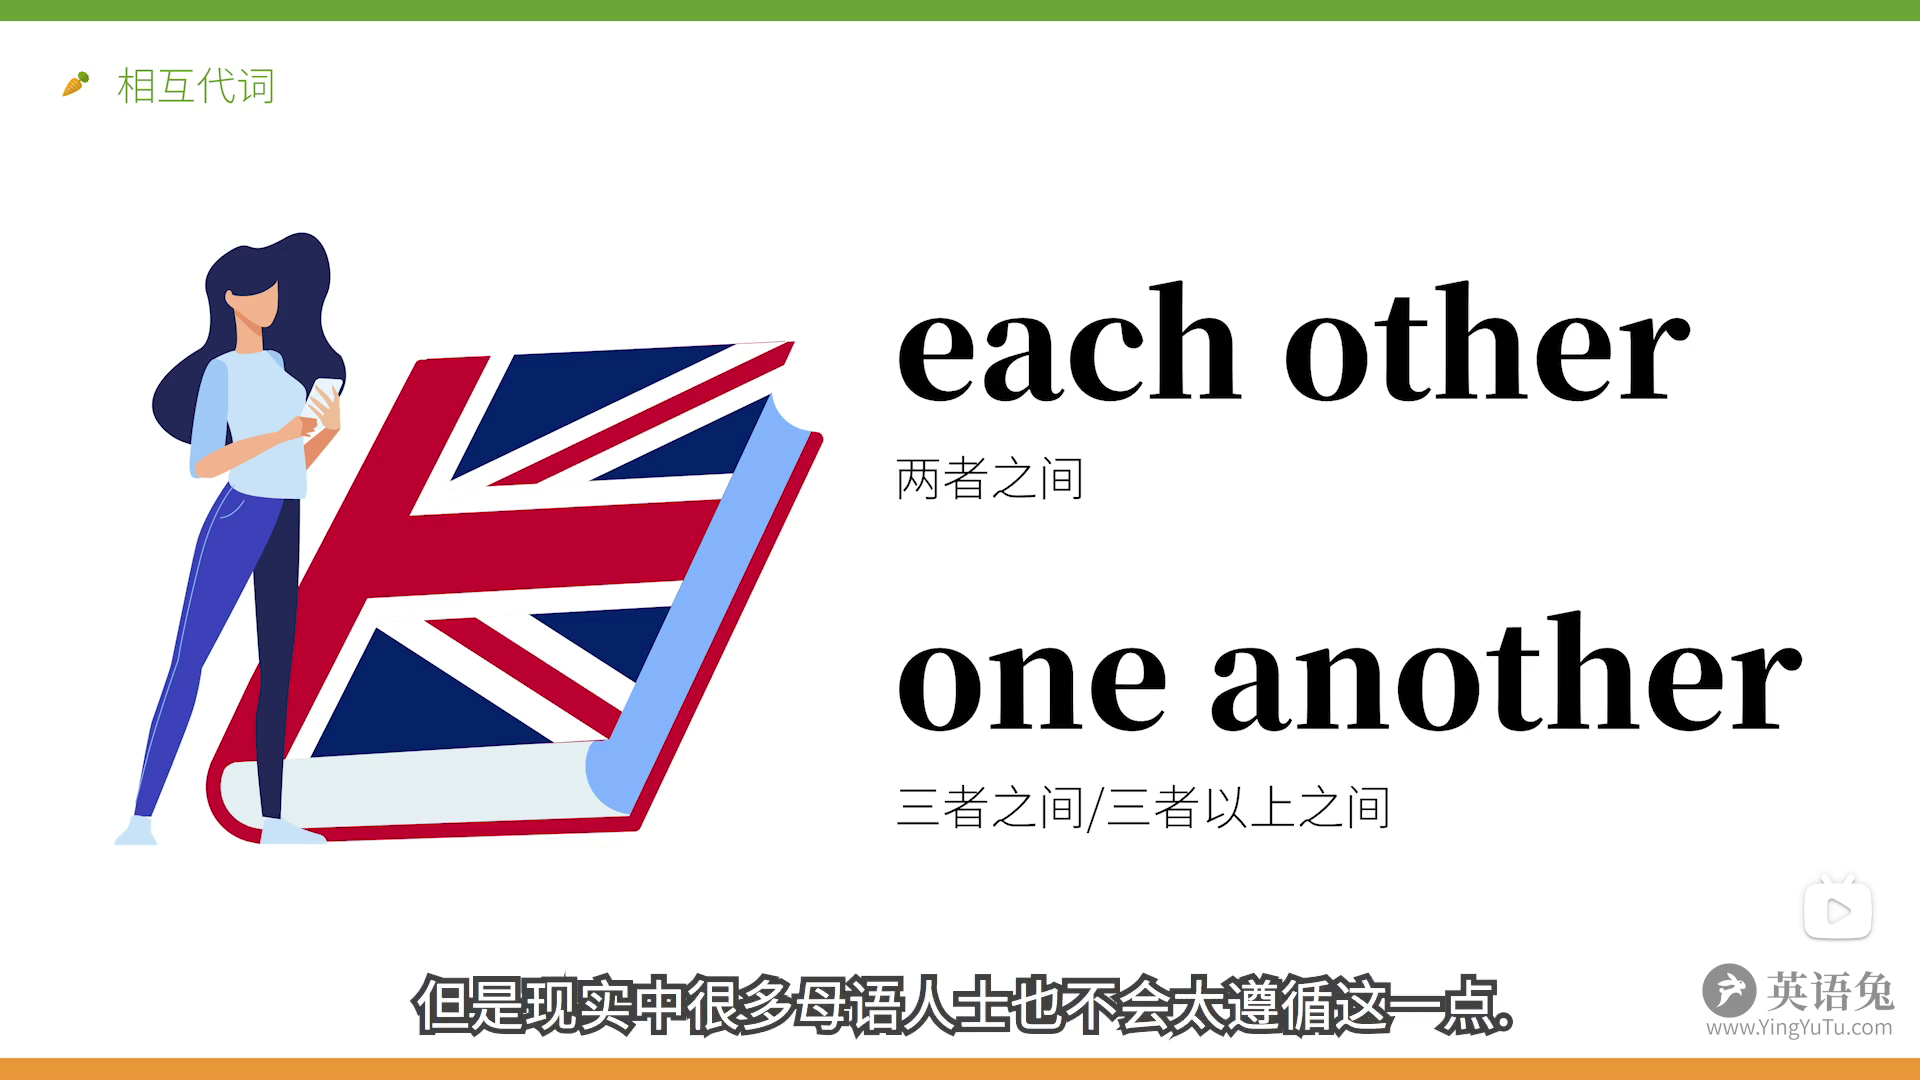 相互代词
each other
两者之间
one another
三者之间/三者以上之间
但是现实中很多母语人士也不会太遵循这一点.
英语兔
www.YingYuTu.com